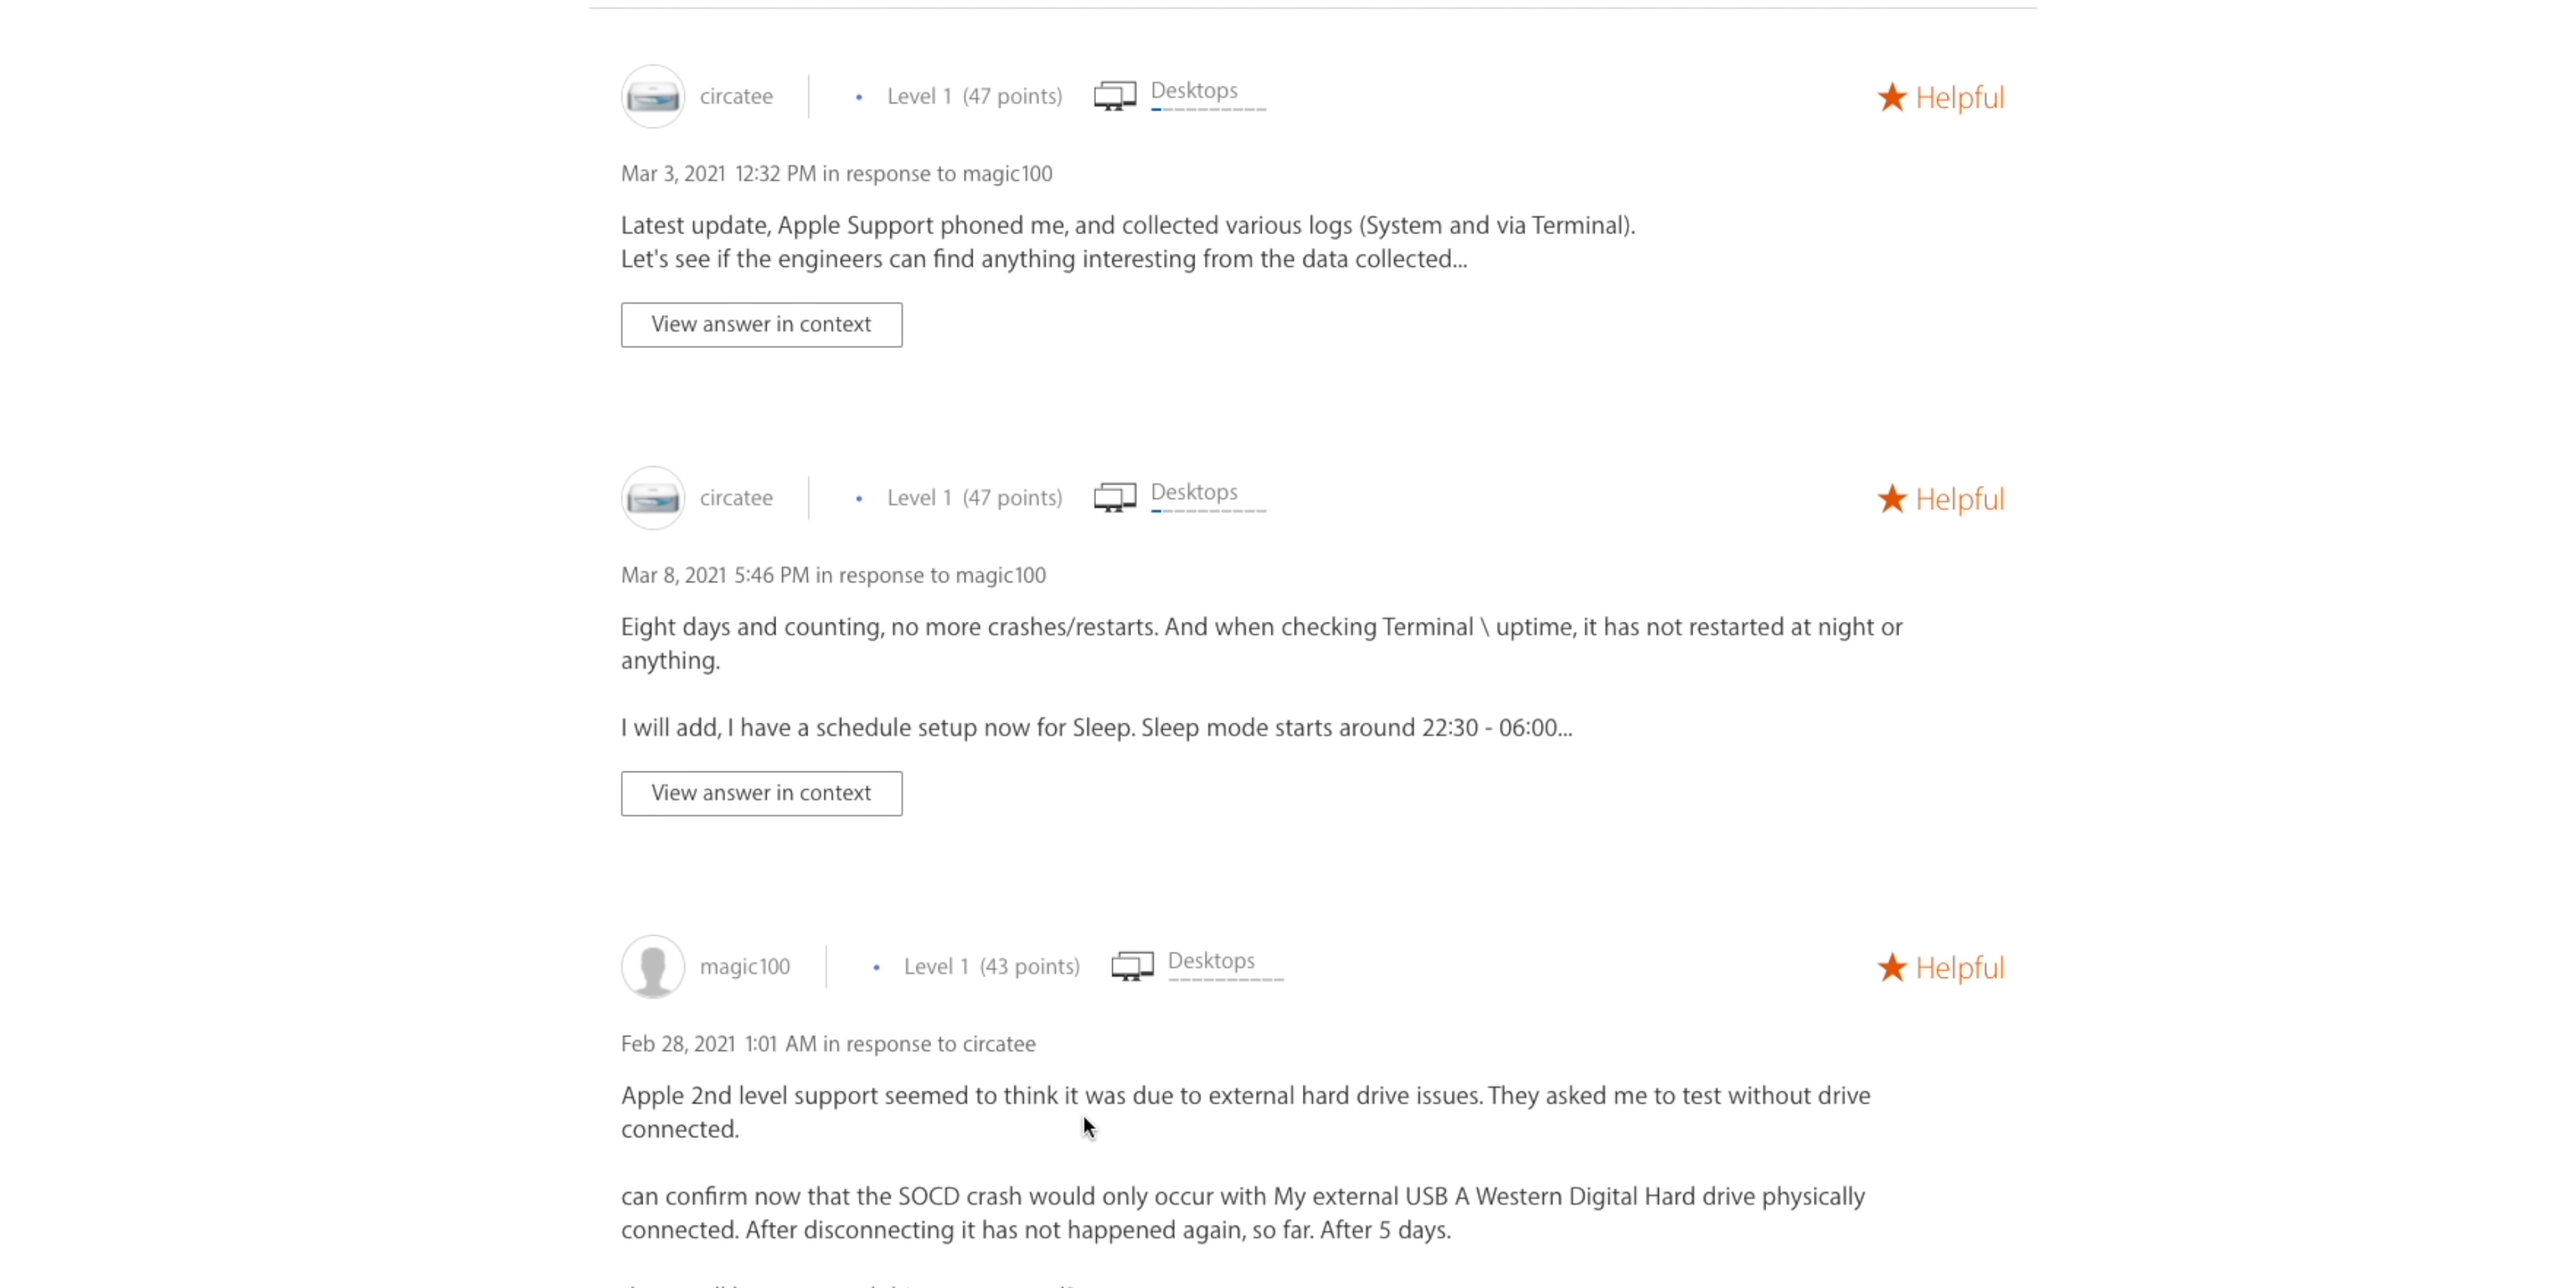 circatee
Level 1 (47 points)
Desktops
Helpful
Mar 3, 2021 12:32 PM in response to magic100
Latest update, Apple Support phoned me, and collected various logs (System and via Terminal).
Let's see if the engineers can find anything interesting from the data collected...
View answer in context
circatee
Level 1 (47 points)
Desktops
Helpful
Mar 8, 2021 5:46 PM in response to magic100
Eight days and counting, no more crashes/restarts. And when checking Terminal \ uptime, it has not restarted at night or
anything.
I will add, I have a schedule setup now for Sleep. Sleep mode starts around 22:30 - 06:00...
View answer in context
magic100
Level 1 (43 points)
Desktops
Helpful
Feb 28, 2021 1:01 AM in response to circatee
Apple 2nd level support seemed to think it was due to external hard drive issues. They asked me to test without drive
connected.
can confirm now that the SOCD crash would only occur with My external USB A Western Digital Hard drive physically
connected. After disconnecting it has not happened again, so far. After 5 days.